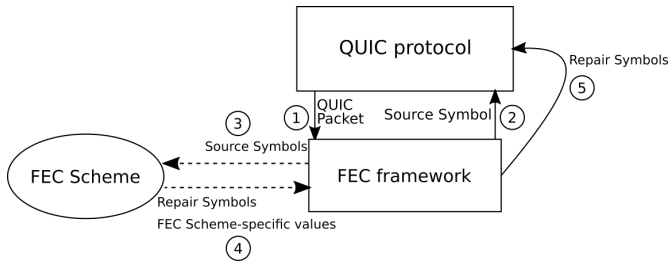 QUIC protocol
Repair Symbols
5
1
QUIC
Packet
Source Symbol
2
3
Source Symbols
FEC Scheme
FEC framework
Repair Symbols
FEC Scheme-specific values
4